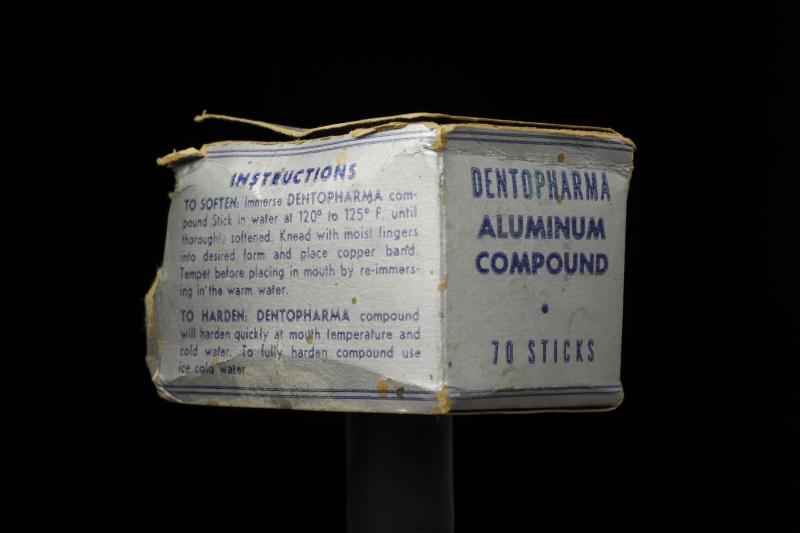 INSTRUCTIONS
TO SOFTEN: Immerse DENTOPHARMA com-
pound Stick in water at 120° to 125° F. until
thoroughly softened. Knead with moist fingers
into desired form and place copper band.
Temper before placing in mouth by re-immers-
ing in the warm water.
TO HARDEN: DENTOPHARMA compound
will harden quickly at mouth temperature and
cold water. To fully harden compound use
ice cold water
DENTOPHARMA
ALUMINUM
COMPOUND
•
70 STICKS